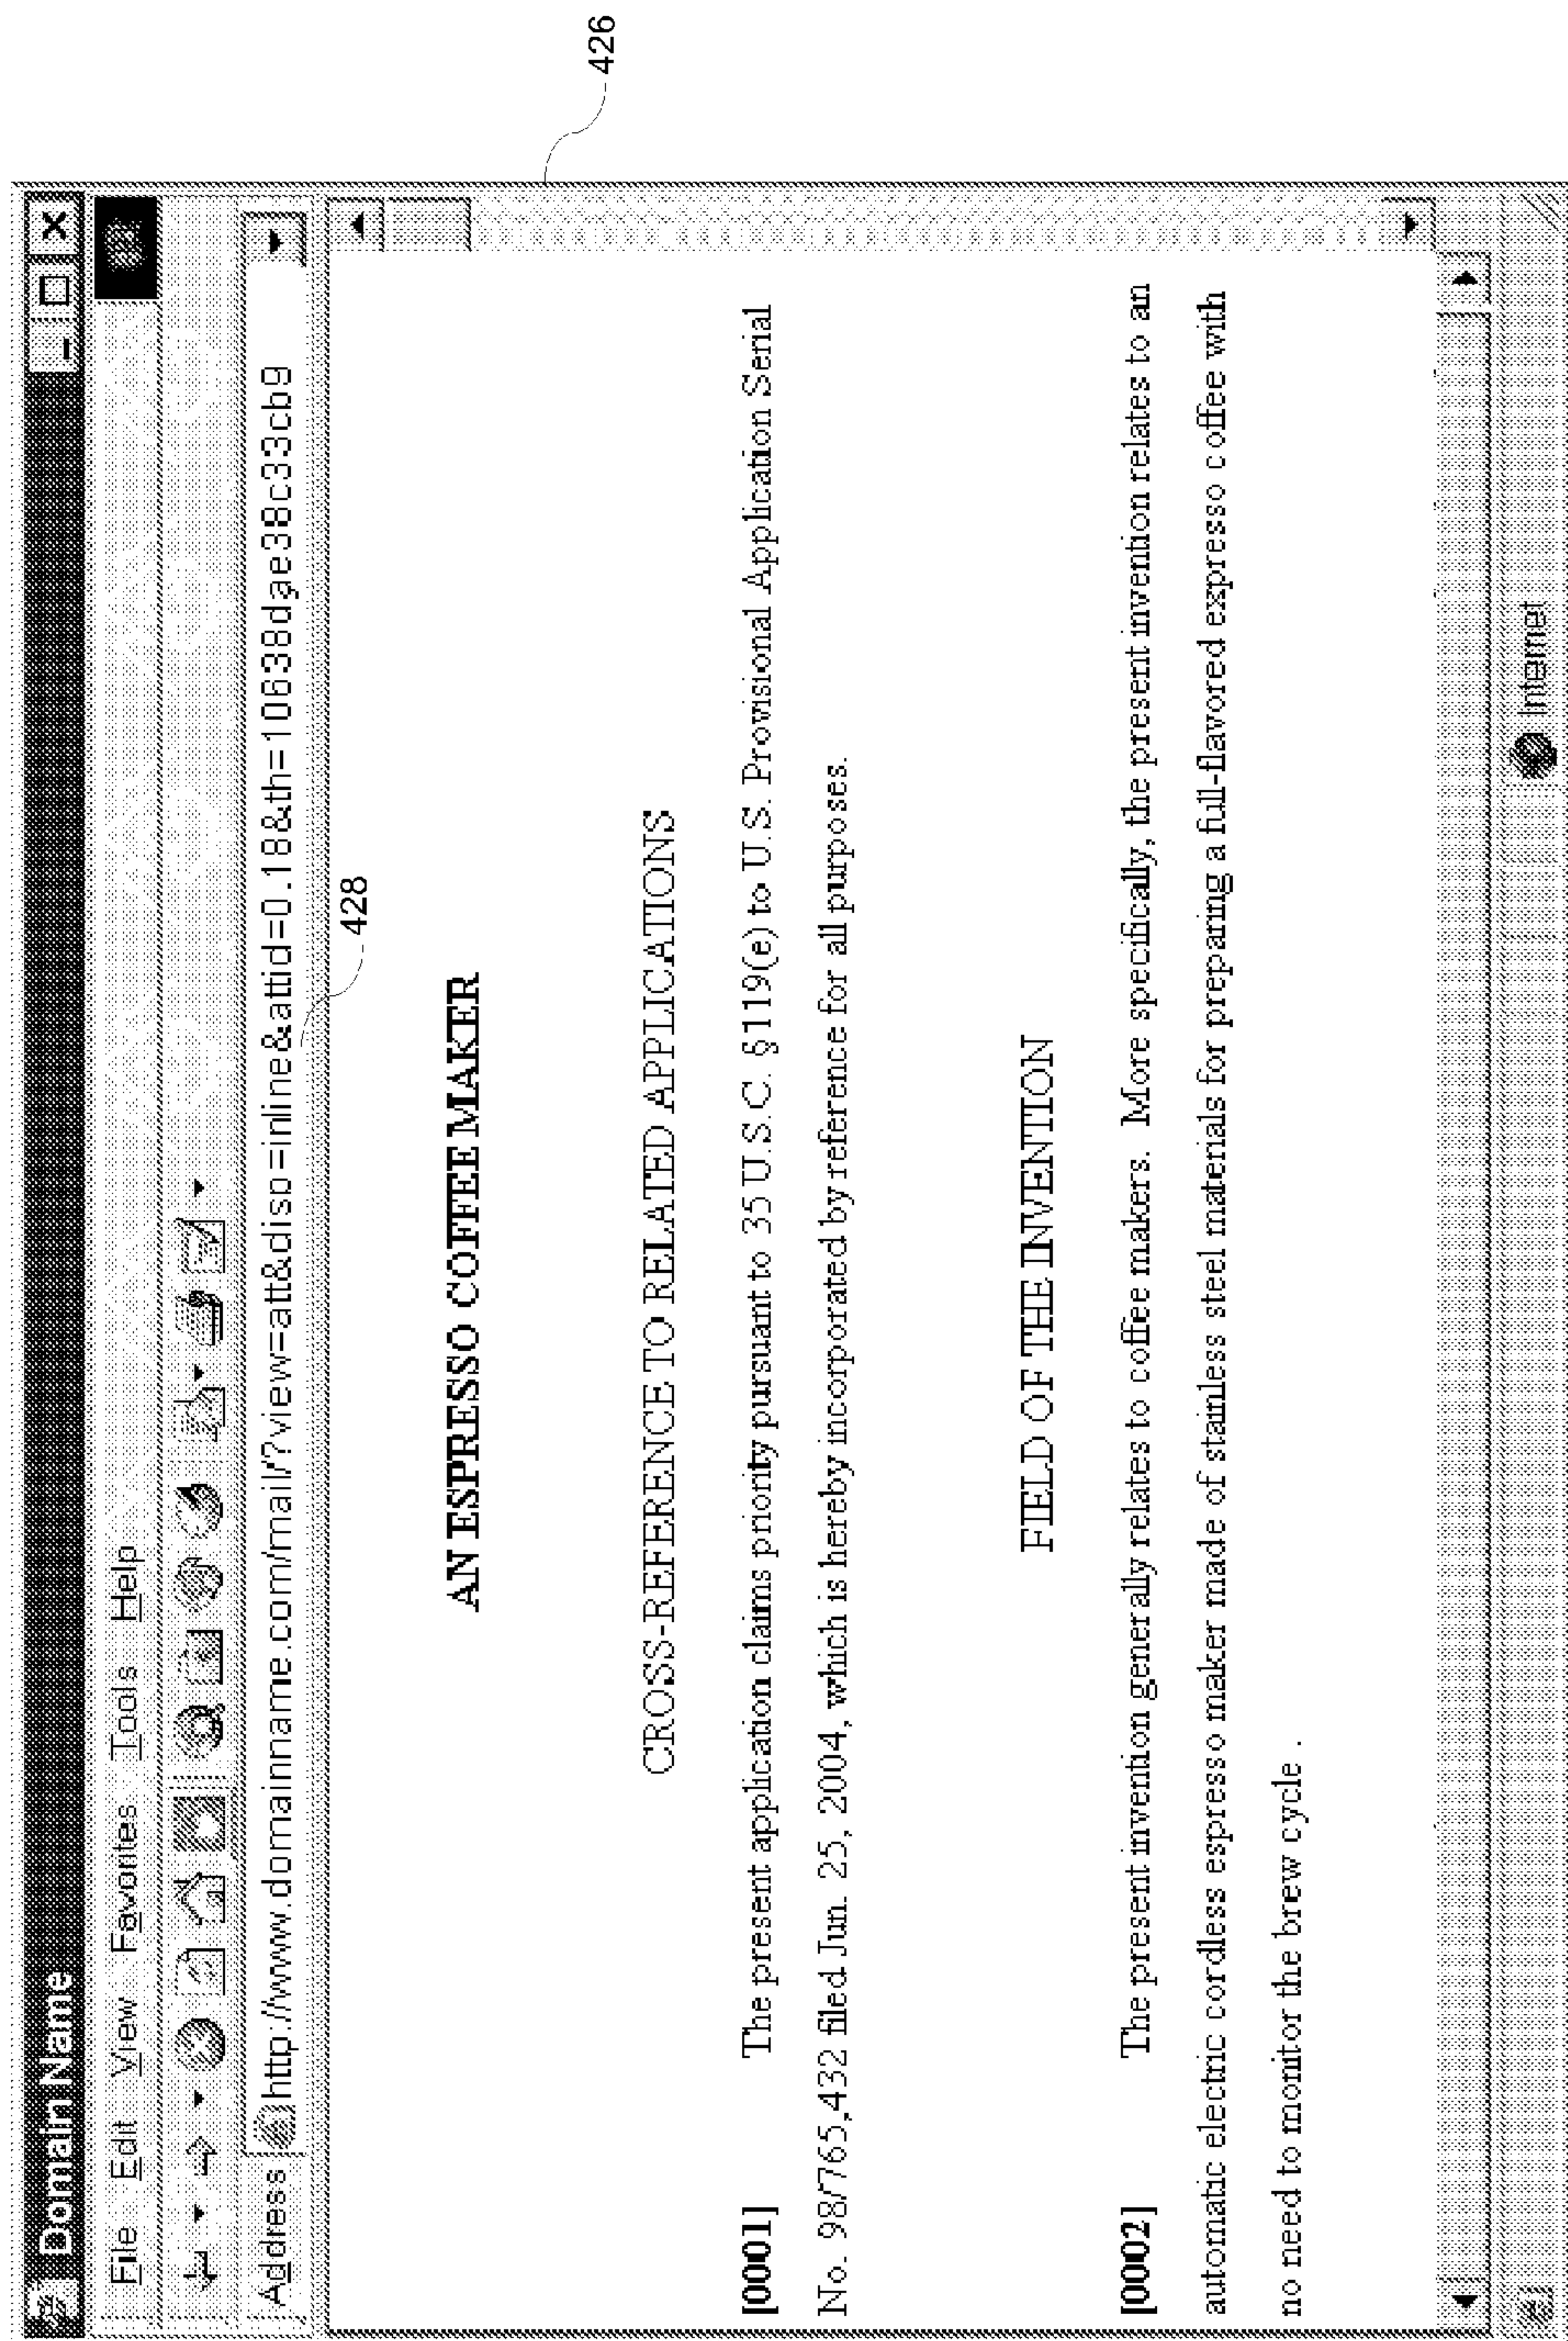 Domain Name
File Edit View Favorites Tools Help
Address http://www.domainname.com/mail/?view=att&disp=inline&attid=0.18&th=10638dae38c33cb9
428
426
AN ESPRESSO COFFEE MAKER
CROSS-REFERENCE TO RELATED APPLICATIONS
[0001] The present application claims priority pursuant to 35 U.S.C. §119(e) to U.S. Provisional Application Serial
No. 98/765,432 filed Jun. 25, 2004, which is hereby incorporated by reference for all purposes.
FIELD OF THE INVENTION
[0002] The present invention generally relates to coffee makers. More specifically, the present invention relates to an
automatic electric cordless espresso maker made of stainless steel materials for preparing a full-flavored expresso coffee with
no need to monitor the brew cycle .
Internet